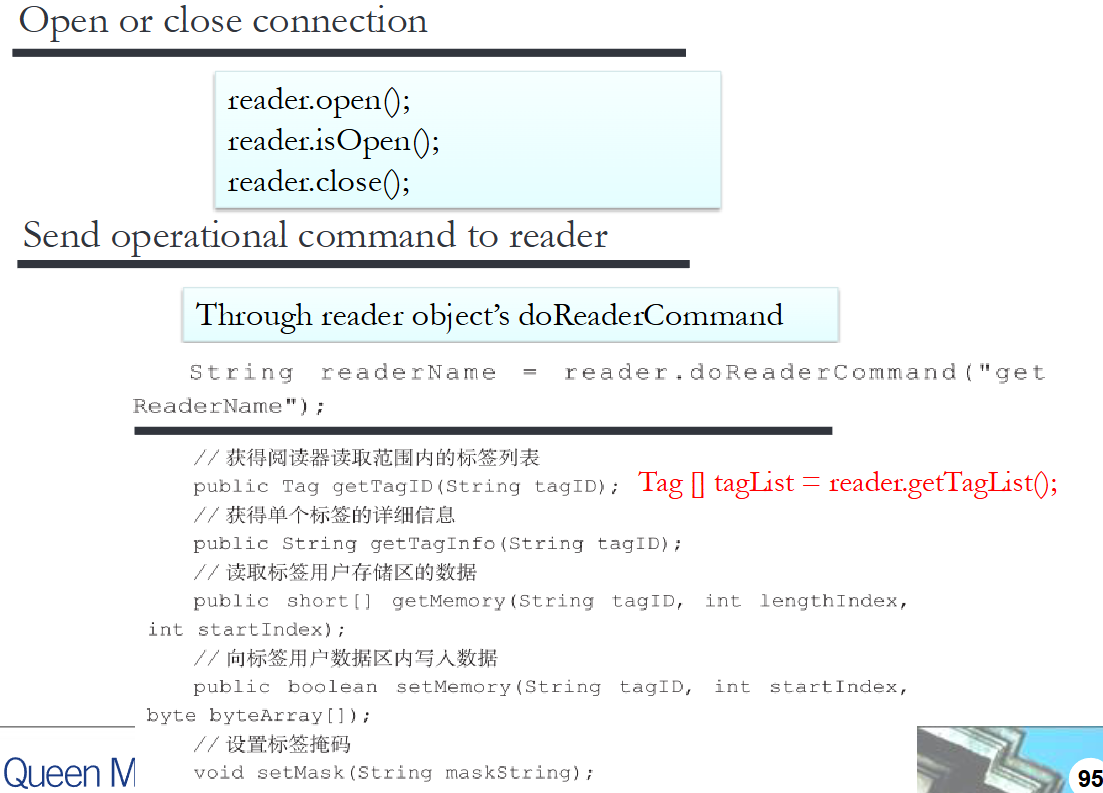 Open or close connection
reader.open();
reader.isOpen();
reader.close();
Send operational command to reader
Through reader object's doReaderCommand
String readerName = reader.doReaderCommand("get
ReaderName");
//获得阅读器读取范围内的标签列表
public Tag getTagID(String tagID); Tag [] tagList = reader.getTagList();
//获得单个标签的详细信息
public String getTagInfo(String tagID);
//读取标签用户存储区的数据
public short[] getMemory(String tagID, int lengthIndex,
int startIndex);
//向标签用户数据区内写入数据
public boolean setMemory(String tagID, int startIndex,
byte byteArray[]);
//设置标签掩码
void setMask(String maskString);
Queen M
95